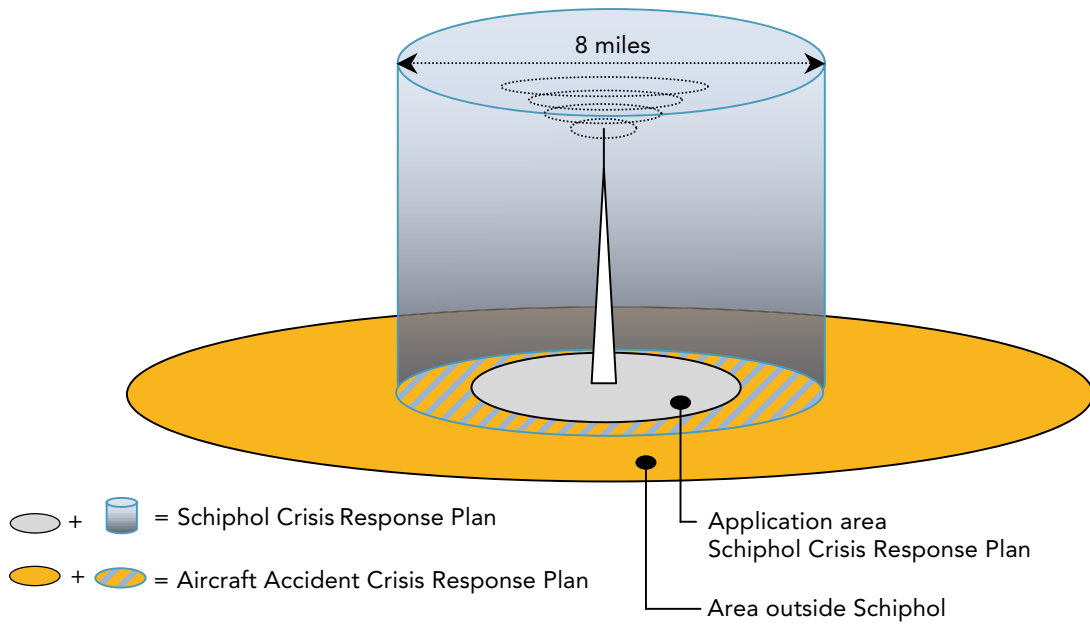 8 miles
+ = Schiphol Crisis Response Plan
+ = Aircraft Accident Crisis Response Plan
Application area
Schiphol Crisis Response Plan
Area outside Schiphol